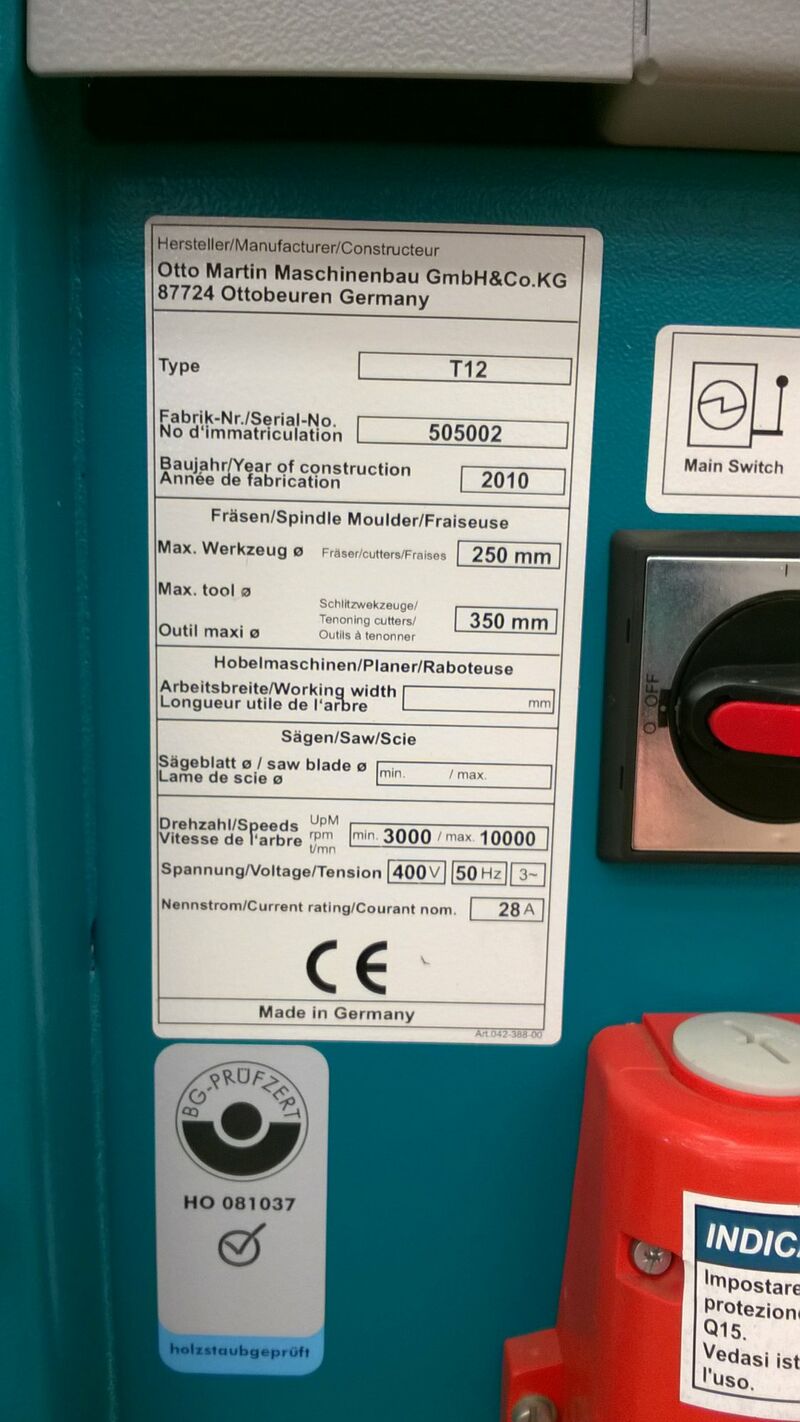 Hersteller/Manufacturer/Constructeur
Otto Martin Maschinenbau GmbH&Co.KG
87724 Ottobeuren Germany
Type T12
Fabrik-Nr./Serial-No.
No d'immatriculation 505002
Baujahr/Year of construction
Année de fabrication 2010
Fräsen/Spindle Moulder/Fraiseuse
Max. Werkzeug ø Fräser/cutters/Fraises 250 mm
Max. tool ø
Schlitzwekzeuge/
Tenoning cutters/ 350 mm
Outil maxi ø Outils à tenonner
Hobelmaschinen/Planer/Raboteuse
Arbeitsbreite/Working width
Longueur utile de l'arbre mm
Sägen/Saw/Scie
Sägeblatt ø / saw blade ø
Lame de scie ø min. / max.
Drehzahl/Speeds UpM
Vitesse de l'arbre rpm min. 3000 / max. 10000
t/mn
Spannung/Voltage/Tension 400 V 50 Hz 3~
Nennstrom/Current rating/Courant nom. 28 A
CE
Made in Germany
Art.042-388-00
Main Switch
O OFF
BG-PRÜFZERT
HO 081037
holzstaubgeprüft
INDIC
Impostare
protezione
Q15.
Vedasi ist
l'uso.